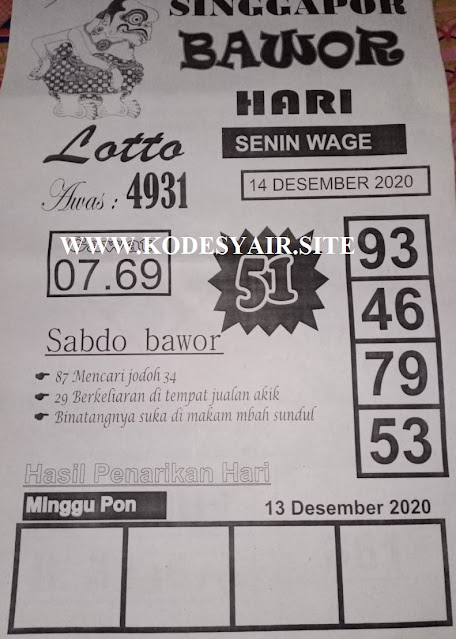 SINGGAPOR
BAWOR
HARI
Lotto
SENIN WAGE
Awas : 4931
14 DESEMBER 2020
WWW.KODESYAIR.SITE
07.69
51
93
46
79
53
Sabdo bawor
87 Mencari jodoh 34
29 Berkeliaran di tempat jualan akik
Binatangnya suka di makam mbah sundul
Hasil Penarikan Hari
Minggu Pon
13 Desember 2020